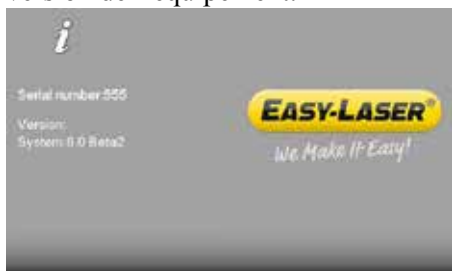 i
Serial number:555
Version:
System:6.0 Beta2
EASY-LASER®
We Make It Easy!